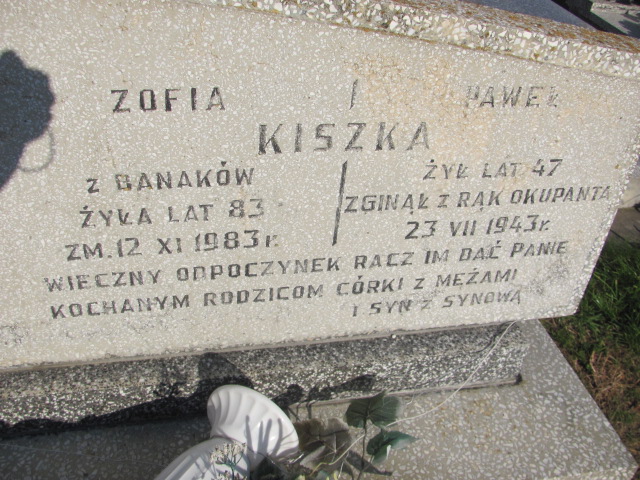 ZOFIA I PAWEŁ
KISZKA
Z BANAKÓW
ŻYŁA LAT 83
ZM. 12 XI 1983 r.
ŻYŁ LAT 47
ZGINĄŁ Z RĄK OKUPANTA
23 VII 1943 r.
WIECZNY ODPOCZYNEK RACZ IM DAĆ PANIE
KOCHANYM RODZICOM CÓRKI Z MĘŻAMI
I SYN Z SYNOWĄ